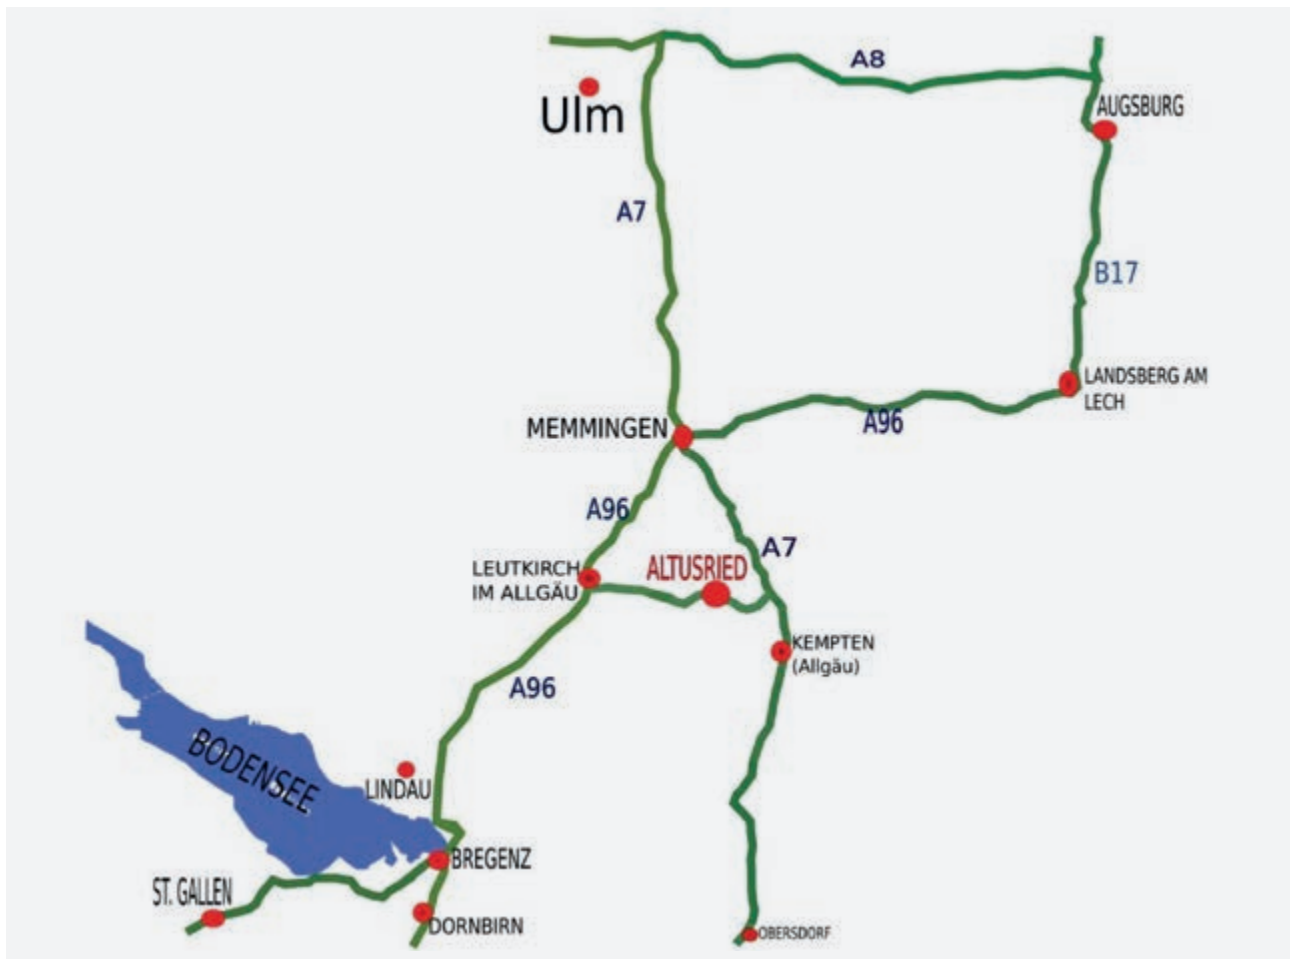 A8
AUGSBURG
Ulm
A7
B17
LANDSBERG AM
LECH
A96
MEMMINGEN
A96
A7
LEUTKIRCH
IM ALLGÄU
ALTUSRIED
KEMPTEN
(Allgäu)
A96
BODENSEE
LINDAU
BREGENZ
ST. GALLEN
DORNBIRN
OBERSDORF